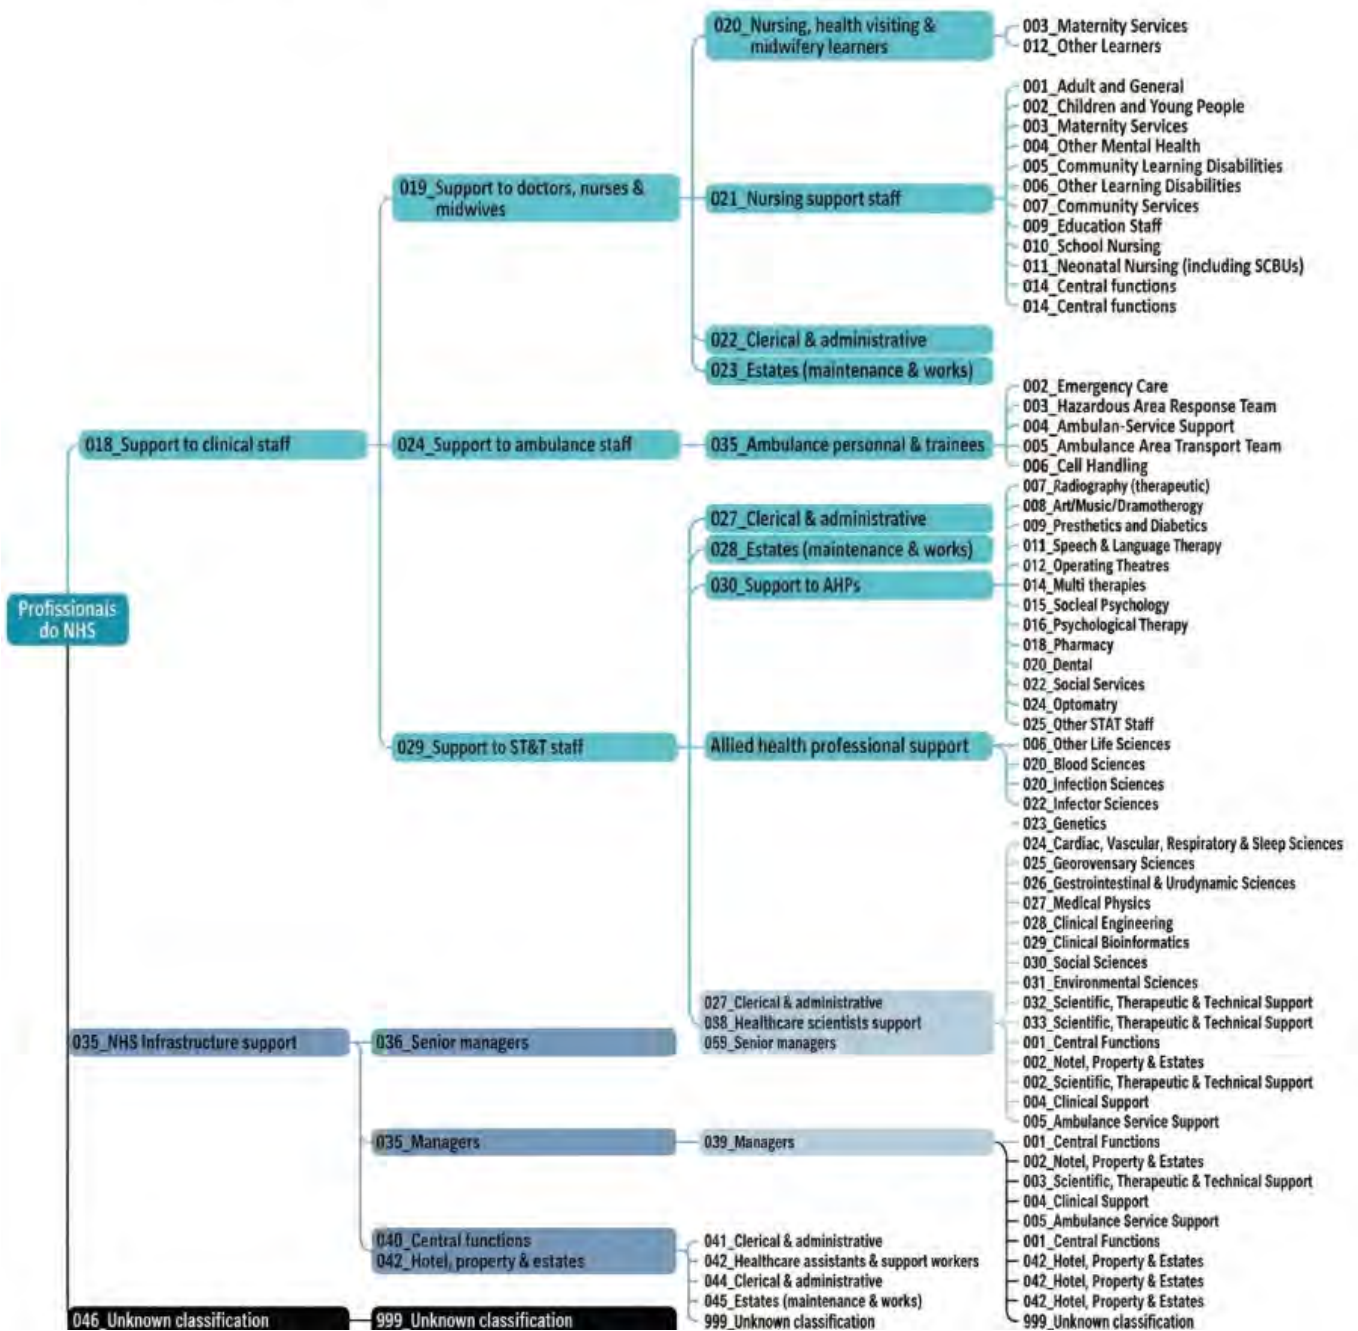 020_Nursing, health visiting &
midwifery learners
003_Maternity Services
012_Other Learners
001_Adult and General
002_Children and Young People
003_Maternity Services
004_Other Mental Health
005_Community Learning Disabilities
006_Other Learning Disabilities
007_Community Services
009_Education Staff
010_School Nursing
011_Neonatal Nursing (including SCBUs)
014_Central functions
014_Central functions
019_Support to doctors, nurses &
midwives
021_Nursing support staff
022_Clerical & administrative
023_Estates (maintenance & works)
018_Support to clinical staff
024_Support to ambulance staff
035_Ambulance personnal & trainees
002_Emergency Care
003_Hazardous Area Response Team
004_Ambulan-Service Support
005_Ambulance Area Transport Team
006_Cell Handling
027_Clerical & administrative
028_Estates (maintenance & works)
030_Support to AHPs
007_Radiography (therapeutic)
008_Art/Music/Dramotherogy
009_Presthetics and Diabetics
011_Speech & Language Therapy
012_Operating Theatres
014_Multi therapies
015_Socleal Psychology
016_Psychological Therapy
018_Pharmacy
020_Dental
022_Social Services
024_Optomatry
025_Other STAT Staff
Profissionais
do NHS
029_Support to ST&T staff
Allied health professional support
006_Other Life Sciences
020_Blood Sciences
020_Infection Sciences
022_Infector Sciences
023_Genetics
024_Cardiac, Vascular, Respiratory & Sleep Sciences
025_Georovensary Sciences
026_Gestrointestinal & Urodynamic Sciences
027_Medical Physics
028_Clinical Engineering
029_Clinical Bioinformatics
030_Social Sciences
031_Environmental Sciences
032_Scientific, Therapeutic & Technical Support
033_Scientific, Therapeutic & Technical Support
001_Central Functions
002_Notel, Property & Estates
002_Scientific, Therapeutic & Technical Support
004_Clinical Support
005_Ambulance Service Support
027_Clerical & administrative
038_Healthcare scientists support
059_Senior managers
035_NHS Infrastructure support
036_Senior managers
035_Managers
039_Managers
001_Central Functions
002_Notel, Property & Estates
003_Scientific, Therapeutic & Technical Support
004_Clinical Support
005_Ambulance Service Support
001_Central Functions
042_Hotel, Property & Estates
042_Hotel, Property & Estates
042_Hotel, Property & Estates
999_Unknown classification
040_Central functions
042_Hotel, property & estates
041_Clerical & administrative
042_Healthcare assistants & support workers
044_Clerical & administrative
045_Estates (maintenance & works)
999_Unknown classification
046_Unknown classification
999_Unknown classification